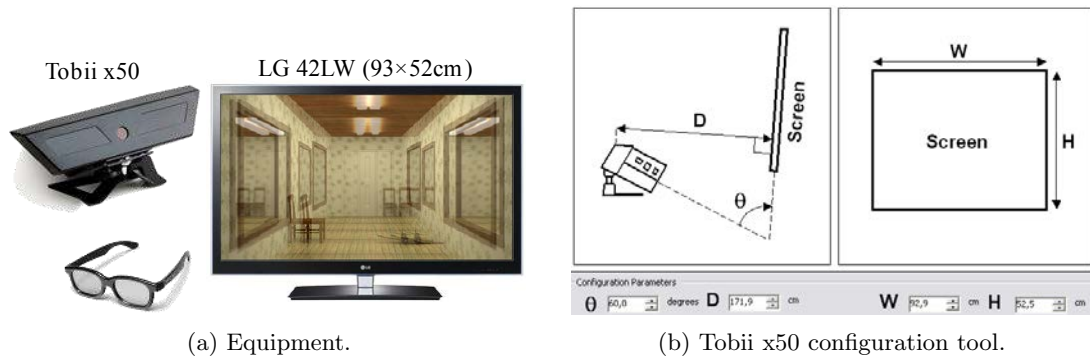 Tobii x50
LG 42LW (93×52cm)
LG
(a) Equipment.
D
Screen
θ
W
Screen
H
Configuration Parameters
θ 60,0 degrees D 171,9 cm W 92,9 cm H 52,5 cm
(b) Tobii x50 configuration tool.